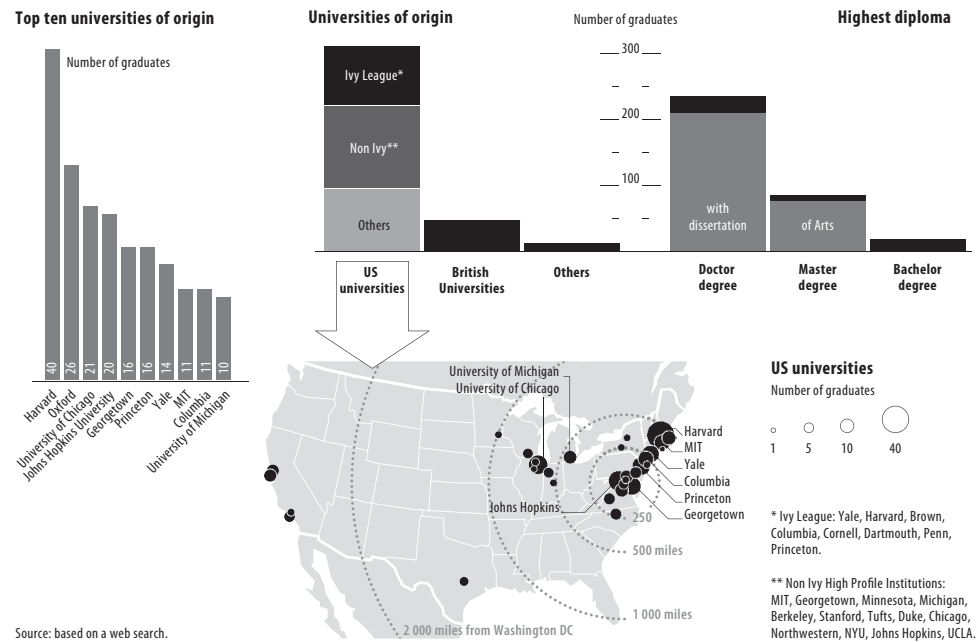 Top ten universities of origin
Number of graduates
40
26
21
20
16
16
14
11
11
10
Harvard
Oxford
University of Chicago
Johns Hopkins University
Georgetown
Princeton
Yale
MIT
Columbia
University of Michigan
Universities of origin
Ivy League*
Non Ivy**
Others
US
universities
British
Universities
Others
Number of graduates
300
200
100
Highest diploma
with
dissertation
of Arts
Doctor
degree
Master
degree
Bachelor
degree
University of Michigan
University of Chicago
Harvard
MIT
Yale
Columbia
Princeton
Georgetown
Johns Hopkins
250
500 miles
1 000 miles
2 000 miles from Washington DC
US universities
Number of graduates
1
5
10
40
* Ivy League: Yale, Harvard, Brown,
Columbia, Cornell, Dartmouth, Penn,
Princeton.
** Non Ivy High Profile Institutions:
MIT, Georgetown, Minnesota, Michigan,
Berkeley, Stanford, Tufts, Duke, Chicago,
Northwestern, NYU, Johns Hopkins, UCLA.
Source: based on a web search.